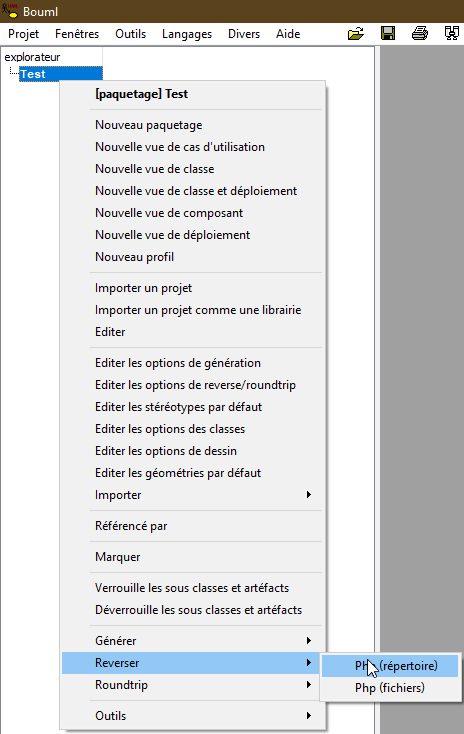 Bouml
Projet Fenêtres Outils Langages Divers Aide
explorateur
Test
[paquetage] Test
Nouveau paquetage
Nouvelle vue de cas d'utilisation
Nouvelle vue de classe
Nouvelle vue de classe et déploiement
Nouvelle vue de composant
Nouvelle vue de déploiement
Nouveau profil
Importer un projet
Importer un projet comme une librairie
Editer
Editer les options de génération
Editer les options de reverse/roundtrip
Editer les stéréotypes par défaut
Editer les options des classes
Editer les options de dessin
Editer les géométries par défaut
Importer
Référencé par
Marquer
Verrouille les sous classes et artéfacts
Déverrouille les sous classes et artéfacts
Générer
Reverser
Php (répertoire)
Roundtrip
Php (fichiers)
Outils